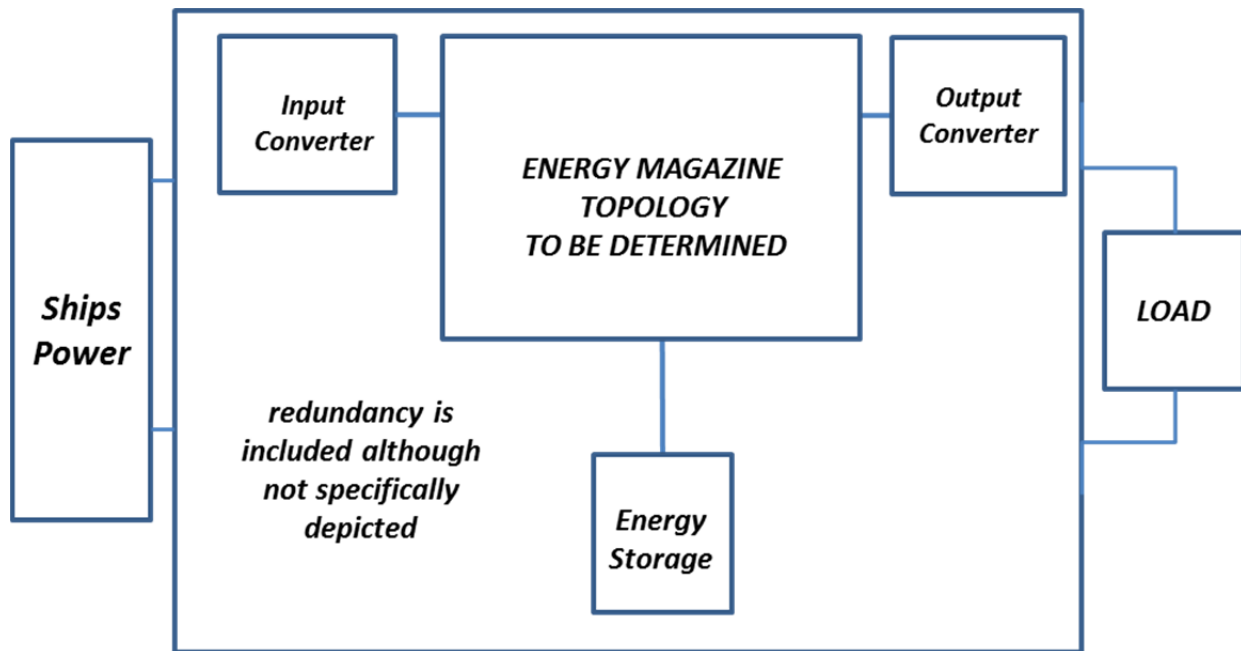 Ships
Power
Input
Converter
ENERGY MAGAZINE
TOPOLOGY
TO BE DETERMINED
Output
Converter
LOAD
redundancy is
included although
not specifically
depicted
Energy
Storage